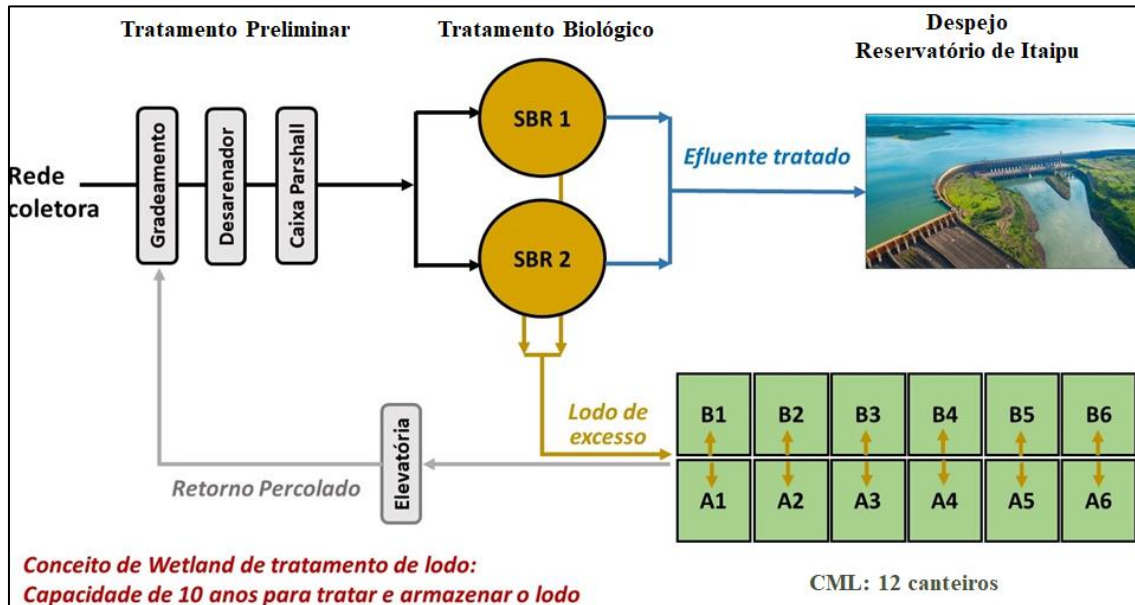 Tratamento Preliminar
Tratamento Biológico
Despejo
Reservatório de Itaipu
Rede
coletora
Gradeamento
Desarenador
Caixa Parshall
SBR 1
SBR 2
Efluente tratado
Lodo de
excesso
B1 B2 B3 B4 B5 B6
A1 A2 A3 A4 A5 A6
Elevatória
Retorno Percolado
Conceito de Wetland de tratamento de lodo:
Capacidade de 10 anos para tratar e armazenar o lodo
CML: 12 canteiros